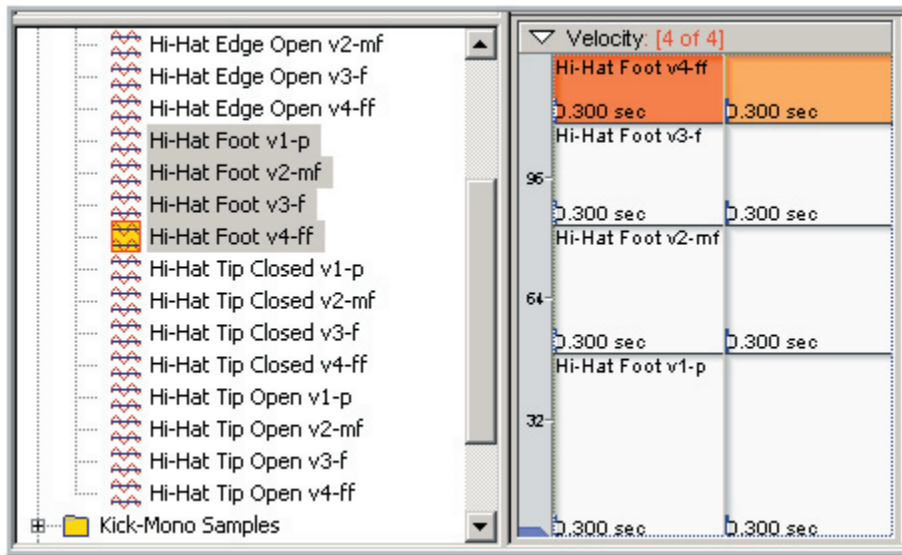 Hi-Hat Edge Open v2-mf
Hi-Hat Edge Open v3-f
Hi-Hat Edge Open v4-ff
Hi-Hat Foot v1-p
Hi-Hat Foot v2-mf
Hi-Hat Foot v3-f
Hi-Hat Foot v4-ff
Hi-Hat Tip Closed v1-p
Hi-Hat Tip Closed v2-mf
Hi-Hat Tip Closed v3-f
Hi-Hat Tip Closed v4-ff
Hi-Hat Tip Open v1-p
Hi-Hat Tip Open v2-mf
Hi-Hat Tip Open v3-f
Hi-Hat Tip Open v4-ff
Kick-Mono Samples
Velocity: [4 of 4]
Hi-Hat Foot v4-ff
0.300 sec 0.300 sec
Hi-Hat Foot v3-f
96
0.300 sec 0.300 sec
Hi-Hat Foot v2-mf
64
0.300 sec 0.300 sec
Hi-Hat Foot v1-p
32
0.300 sec 0.300 sec